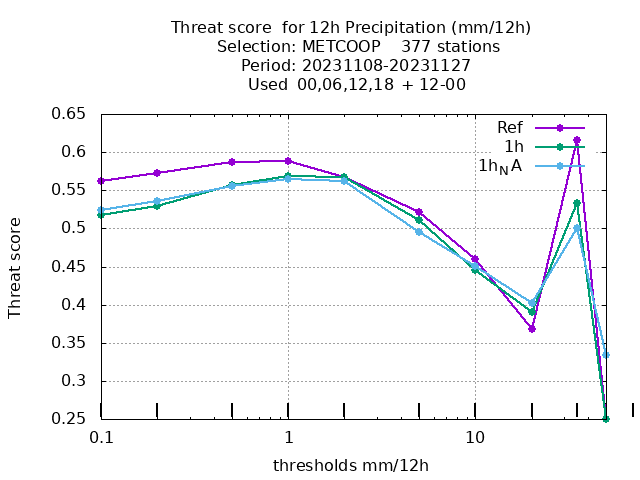 Threat score  for 12h Precipitation (mm/12h)
Selection: METCOOP    377 stations
Period: 20231108-20231127
Used  00,06,12,18  + 12-00
Ref
1h
1hNA
0.65
0.6
0.55
0.5
0.45
0.4
0.35
0.3
0.25
Threat score
0.1
1
10
thresholds mm/12h